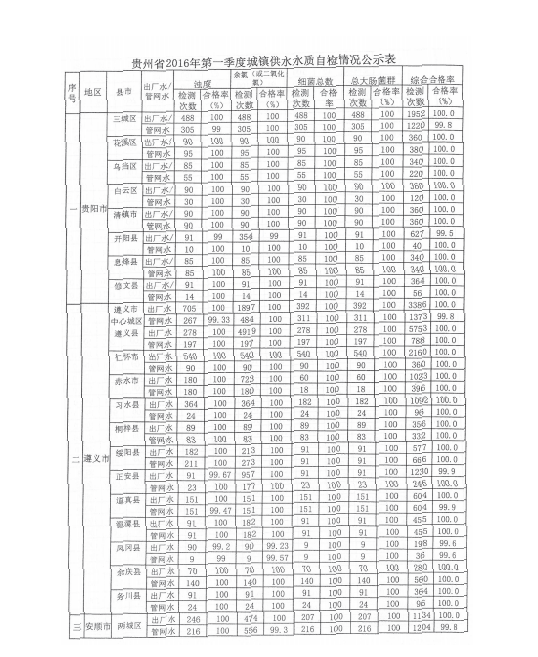 贵州省2016年第一季度城镇供水水质自检情况公示表
序号 地区 县市 出厂水/管网水 浊度 余氯（或二氧化氯） 细菌总数 总大肠菌群 综合合格率
检测次数 合格率(%) 检测次数 合格率(%) 检测次数 合格率 检测次数 合格率(%) 检测次数 合格率(%)
一 贵阳市 三城区 出厂水/ 488 100 488 100 488 100 488 100 1952 100.0
管网水 305 99 305 100 305 100 305 100 1220 99.8
花溪区 出厂水/ 90 100 90 100 90 100 90 100 360 100.0
管网水 95 100 95 100 95 100 95 100 380 100.0
乌当区 出厂水/ 85 100 85 100 85 100 85 100 340 100.0
管网水 55 100 55 100 55 100 55 100 220 100.0
白云区 出厂水/ 90 100 90 100 90 100 90 100 360 100.0
管网水 30 100 30 100 30 100 30 100 120 100.0
清镇市 出厂水/ 90 100 90 100 90 100 90 100 360 100.0
管网水 90 100 90 100 90 100 90 100 360 100.0
开阳县 出厂水/ 91 99 354 99 91 100 91 100 627 99.5
管网水 10 100 10 100 10 100 10 100 40 100.0
息烽县 出厂水/ 85 100 85 100 85 100 85 100 340 100.0
管网水 85 100 85 100 85 100 85 100 340 100.0
修文县 出厂水/ 91 100 91 100 91 100 91 100 364 100.0
管网水 14 100 14 100 14 100 14 100 56 100.0
二 遵义市 遵义市中心城区 出厂水 705 100 1897 100 392 100 392 100 3386 100.0
管网水 267 99.33 484 100 311 100 311 100 1373 99.8
遵义县 出厂水 278 100 4919 100 278 100 278 100 5753 100.0
管网水 197 100 197 100 197 100 197 100 788 100.0
仁怀市 出厂水 540 100 540 100 540 100 540 100 2160 100.0
管网水 90 100 90 100 90 100 90 100 360 100.0
赤水市 出厂水 180 100 723 100 60 100 60 100 1023 100.0
管网水 180 100 180 100 18 100 18 100 396 100.0
习水县 出厂水 364 100 364 100 182 100 182 100 1092 100.0
管网水 24 100 24 100 24 100 24 100 96 100.0
桐梓县 出厂水 89 100 89 100 89 100 89 100 356 100.0
管网水 83 100 83 100 83 100 83 100 332 100.0
绥阳县 出厂水 182 100 213 100 91 100 91 100 577 100.0
管网水 211 100 273 100 91 100 91 100 666 100.0
正安县 出厂水 91 99.67 957 100 91 100 91 100 1230 99.9
管网水 23 100 177 100 23 100 23 100 246 100.0
道真县 出厂水 151 100 151 100 151 100 151 100 604 100.0
管网水 151 99.47 151 100 151 100 151 100 604 99.9
湄潭县 出厂水 91 100 182 100 91 100 91 100 455 100.0
管网水 91 100 182 100 91 100 91 100 455 100.0
凤冈县 出厂水 90 99.2 90 99.23 9 100 9 100 198 99.6
管网水 9 99 9 99.57 9 100 9 100 36 99.6
余庆县 出厂水 70 100 70 100 70 100 70 100 280 100.0
管网水 140 100 140 100 140 100 140 100 560 100.0
务川县 出厂水 91 100 91 100 91 100 91 100 364 100.0
管网水 24 100 24 100 24 100 24 100 96 100.0
三 安顺市 两城区 出厂水 246 100 474 100 207 100 207 100 1134 100.0
管网水 216 100 556 99.3 216 100 216 100 1204 99.8